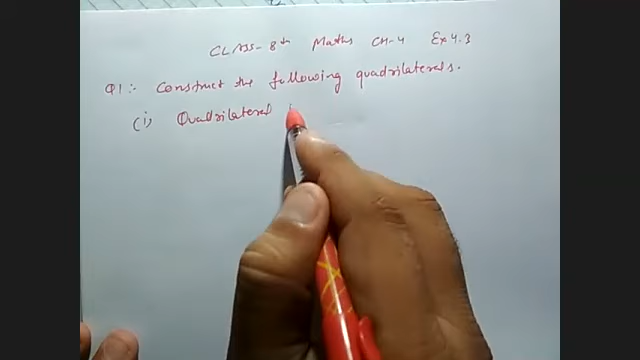 CLASS-8th Maths CH-4 Ex 4.3
Q1:- Construct the following quadrilaterals.
(i) Quadrilateral